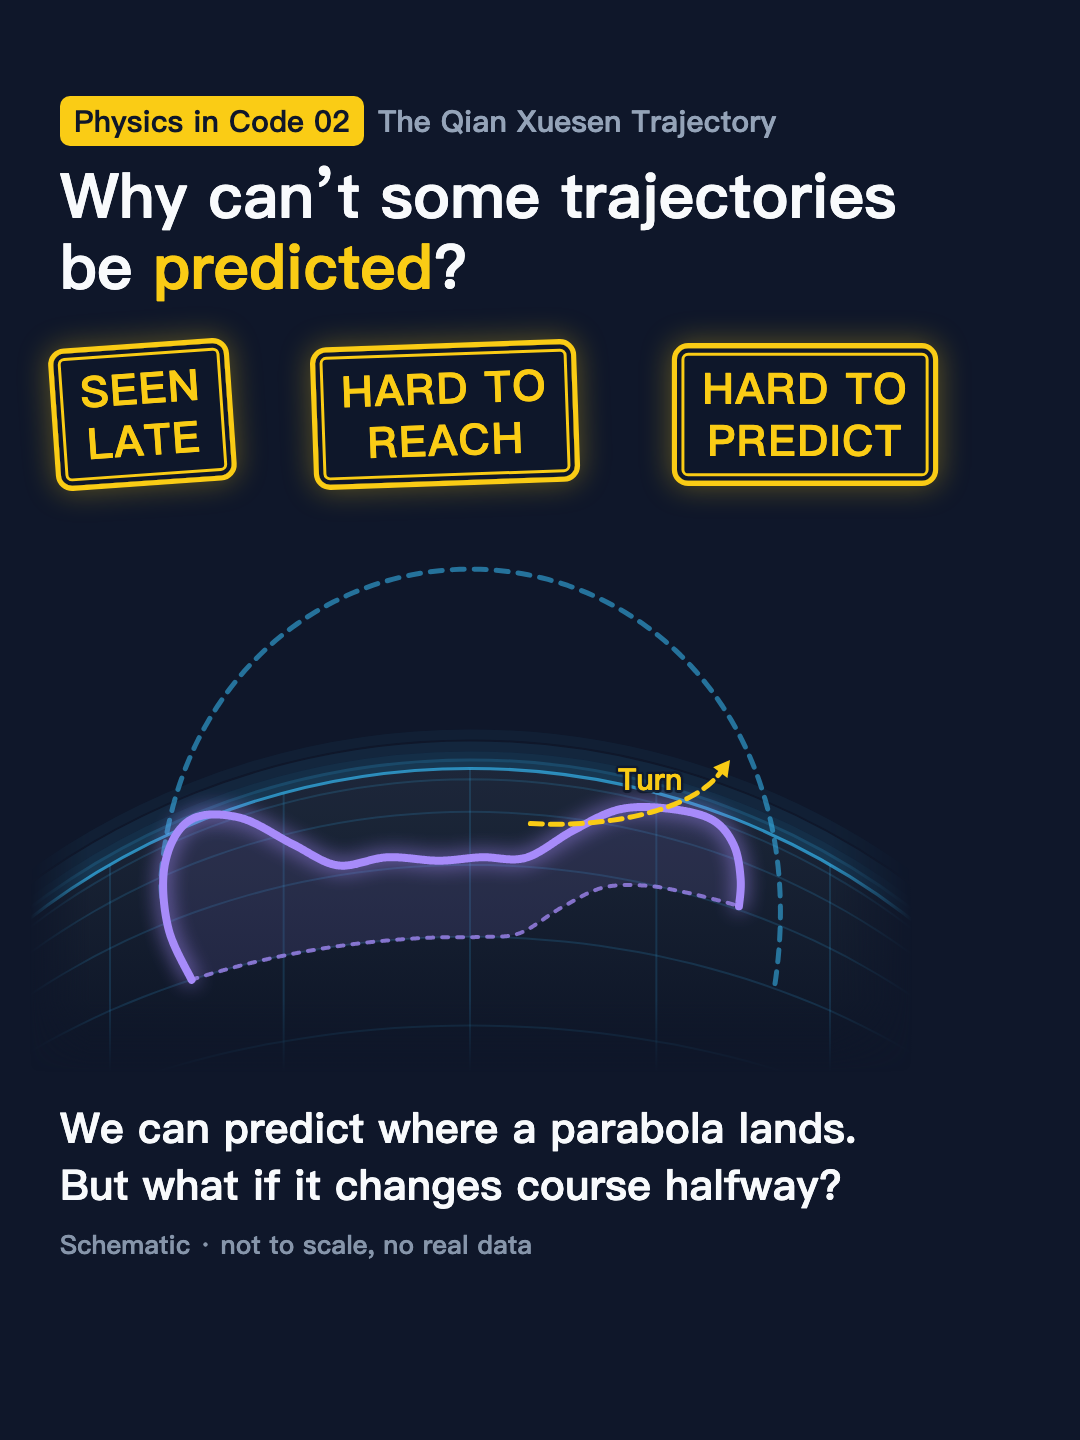 Physics in Code 02 The Qian Xuesen Trajectory
Why can’t some trajectories
be predicted?
SEEN
LATE
HARD TO
REACH
HARD TO
PREDICT
Turn
We can predict where a parabola lands.
But what if it changes course halfway?
Schematic · not to scale, no real data